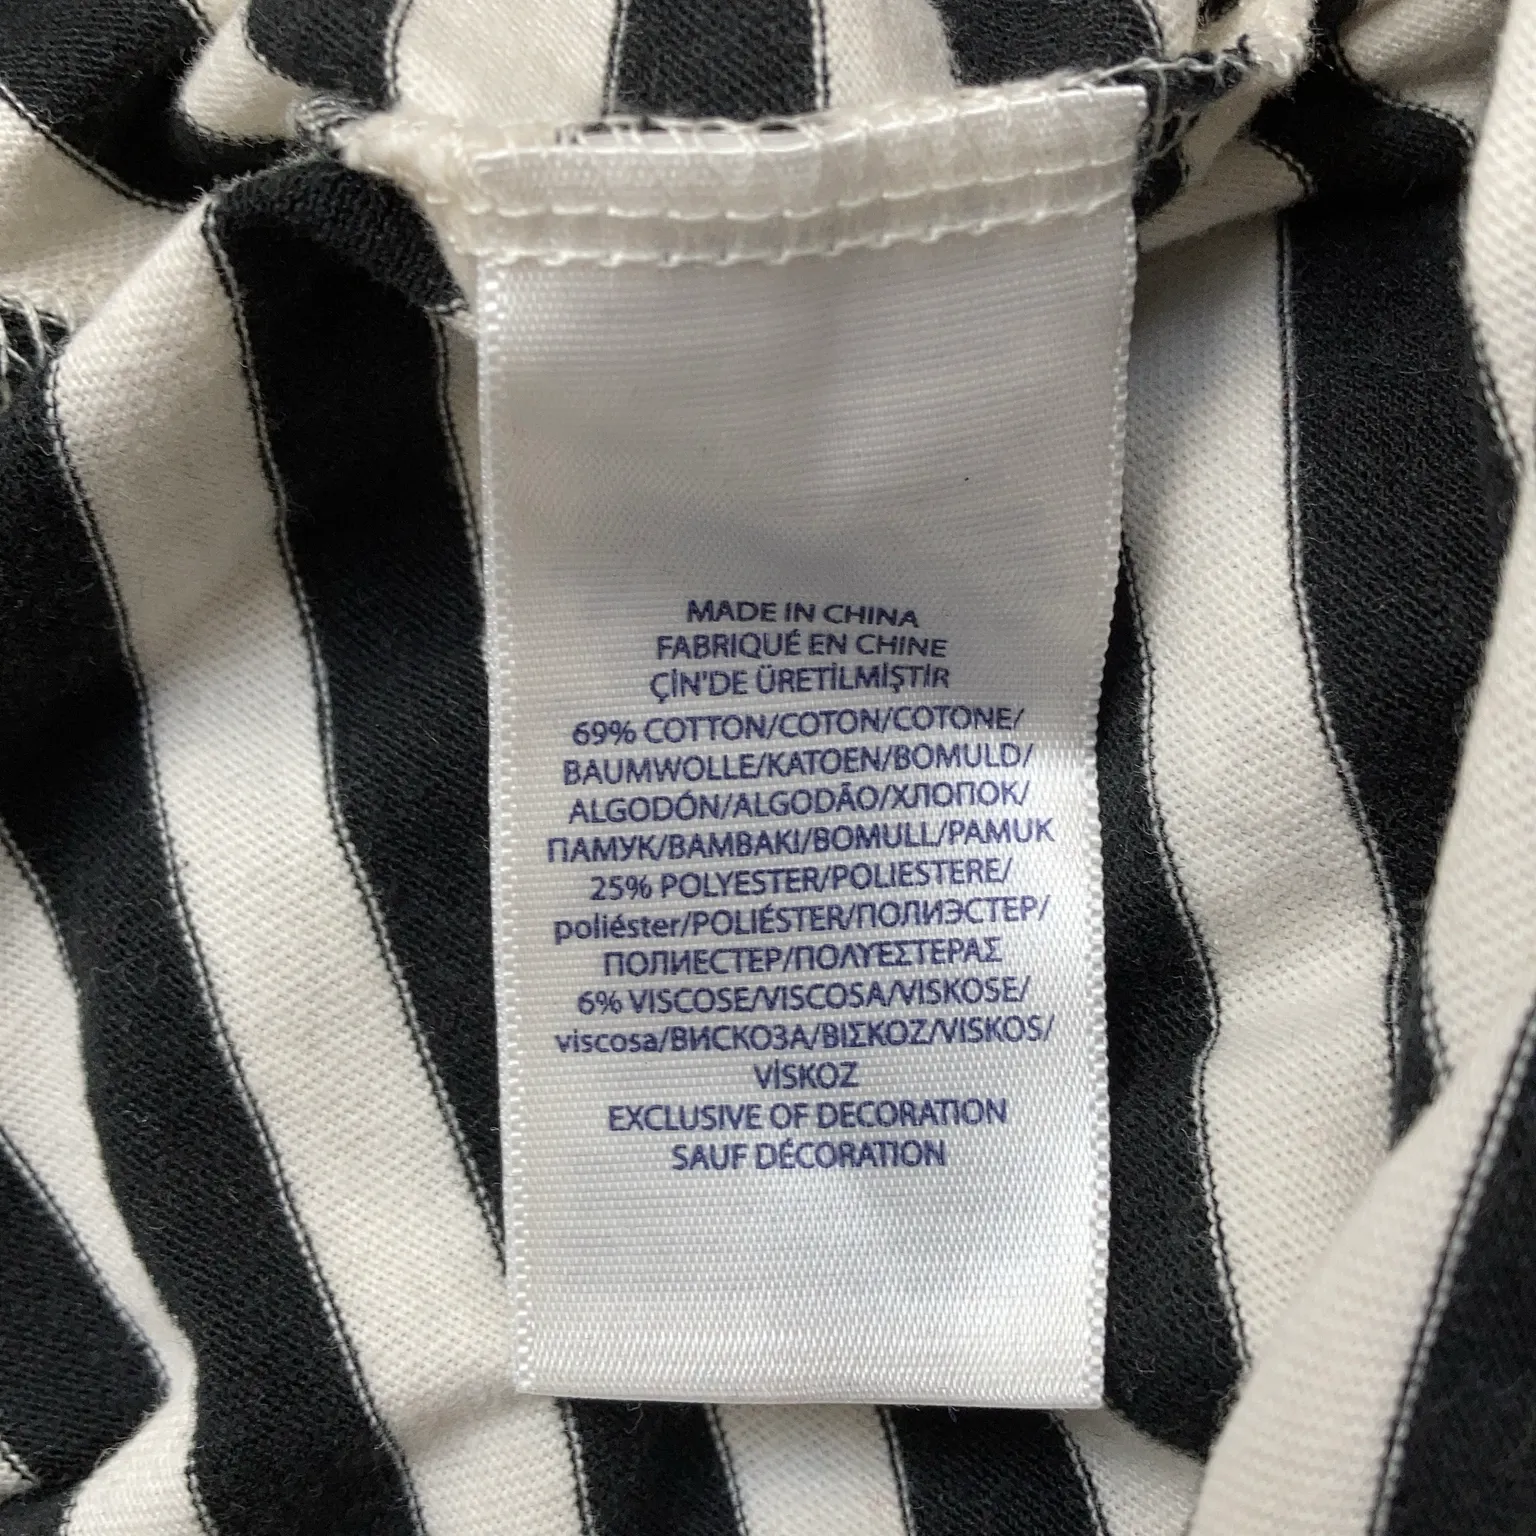 MADE IN CHINA
FABRIQUÉ EN CHINE
ÇİN'DE ÜRETİLMİŞTİR
69% COTTON/COTON/COTONE/
BAUMWOLLE/KATOEN/BOMULD/
ALGODÓN/ALGODÃO/ХЛОПОК/
ПАМУК/BAMBAKI/BOMULL/PAMUK
25% POLYESTER/POLIESTERE/
poliéster/POLIÉSTER/ПОЛИЭСТЕР/
ПОЛИЕСТЕР/ΠΟΛΥΕΣΤΕΡΑΣ
6% VISCOSE/VISCOSA/VISKOSE/
viscosa/ВИСКОЗА/ΒΙΣΚΟΖ/VISKOS/
VİSKOZ
EXCLUSIVE OF DECORATION
SAUF DÉCORATION